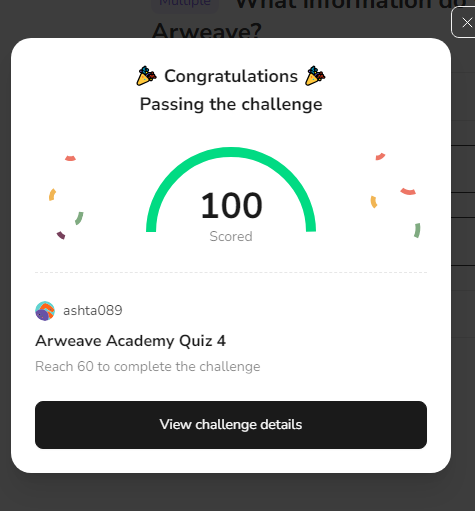 Multiple What information do
Arweave?
Congratulations
Passing the challenge
100
Scored
ashta089
Arweave Academy Quiz 4
Reach 60 to complete the challenge
View challenge details